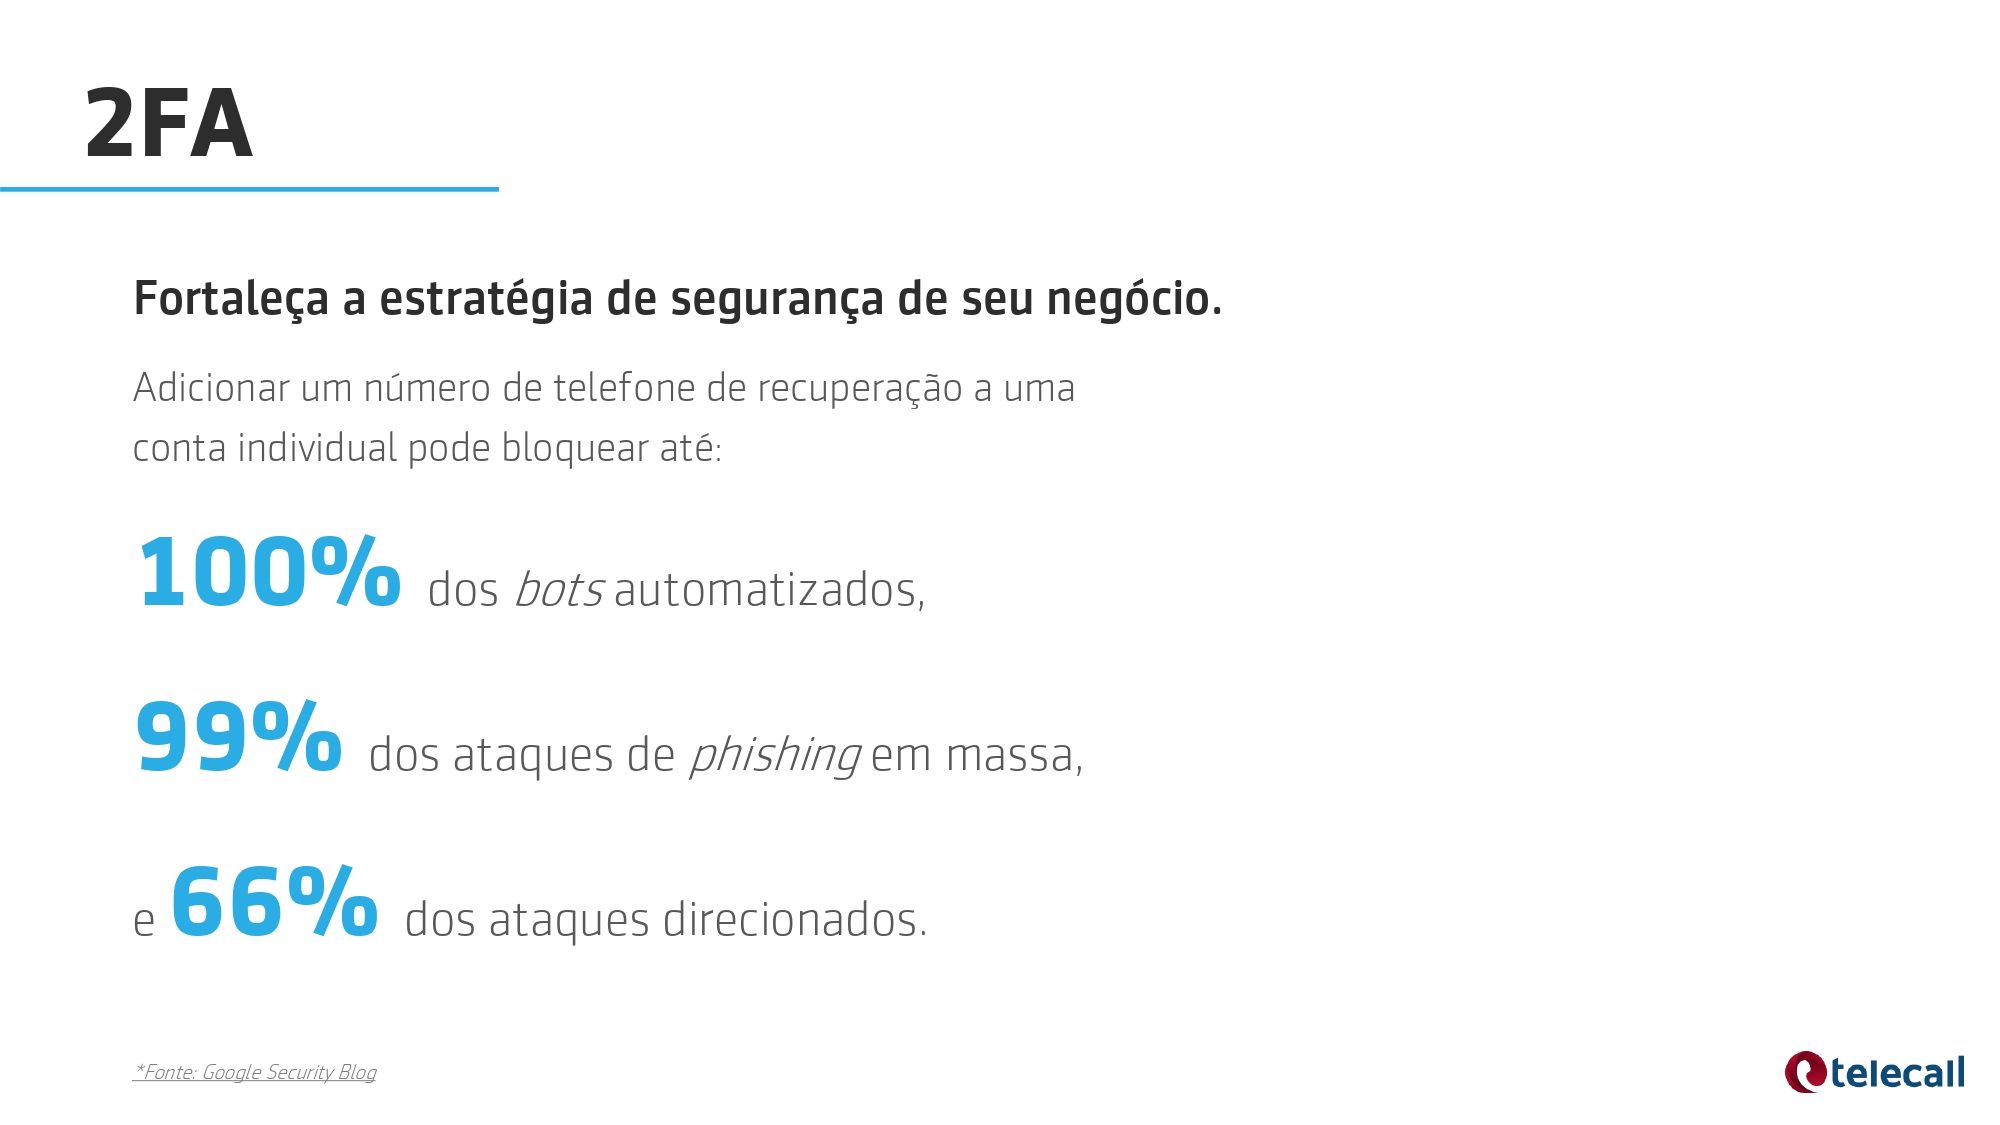 2FA
Fortaleça a estratégia de segurança de seu negócio.
Adicionar um número de telefone de recuperação a uma
conta individual pode bloquear até:
100% dos bots automatizados,
99% dos ataques de phishing em massa,
e 66% dos ataques direcionados.
*Fonte: Google Security Blog
telecall